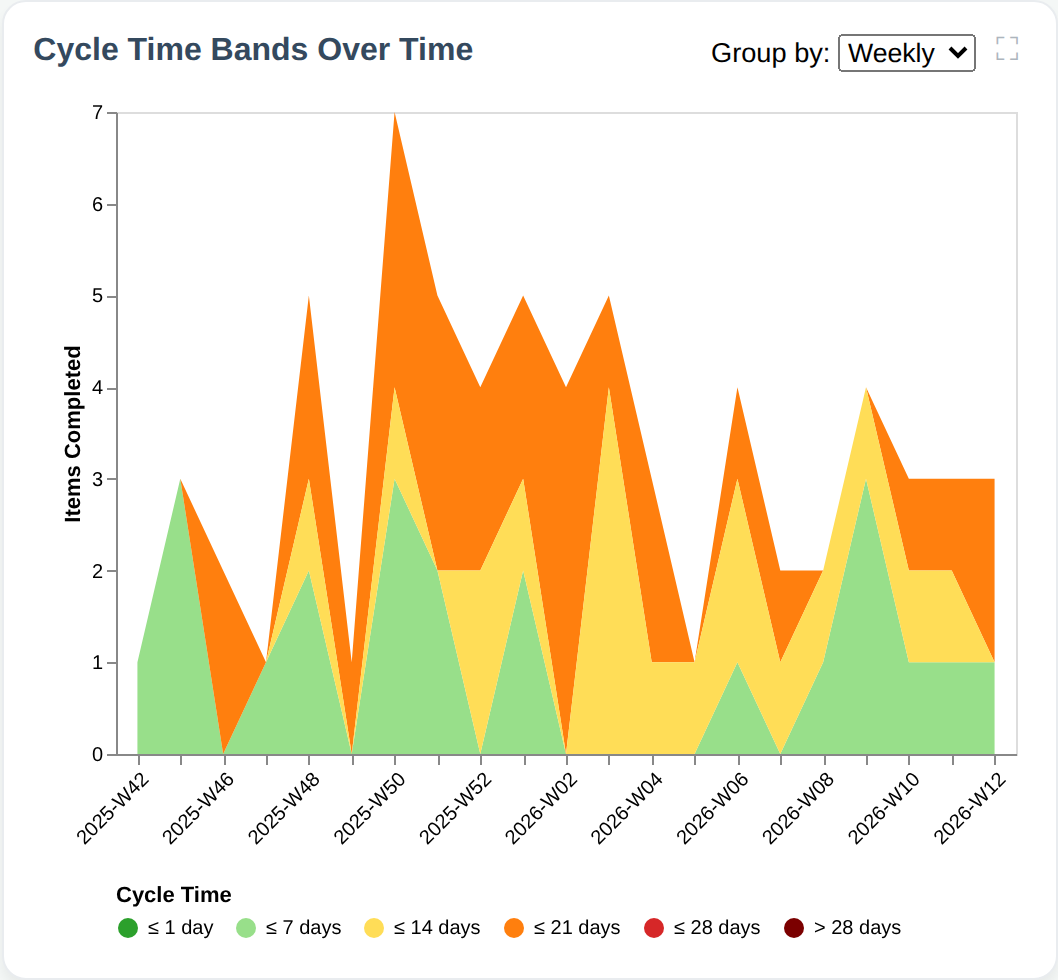 Cycle Time Bands Over Time
Group by: Weekly
7
6
5
4
3
2
1
0
Items Completed
2025-W42
2025-W46
2025-W48
2025-W50
2025-W52
2026-W02
2026-W04
2026-W06
2026-W08
2026-W10
2026-W12
Cycle Time
≤ 1 day ≤ 7 days ≤ 14 days ≤ 21 days ≤ 28 days > 28 days